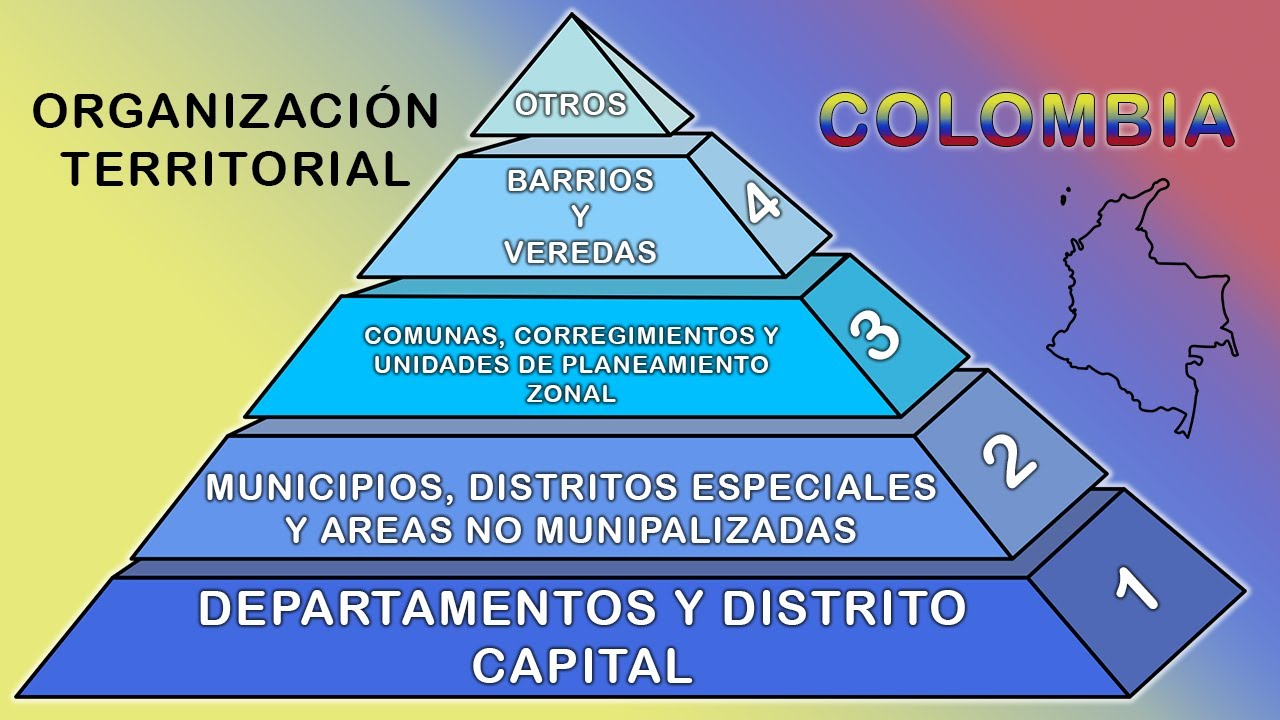 ORGANIZACIÓN
TERRITORIAL
COLOMBIA
OTROS
BARRIOS
Y
VEREDAS
4
COMUNAS, CORREGIMIENTOS Y
UNIDADES DE PLANEAMIENTO
ZONAL
3
MUNICIPIOS, DISTRITOS ESPECIALES
Y AREAS NO MUNIPALIZADAS
2
DEPARTAMENTOS Y DISTRITO
CAPITAL
1